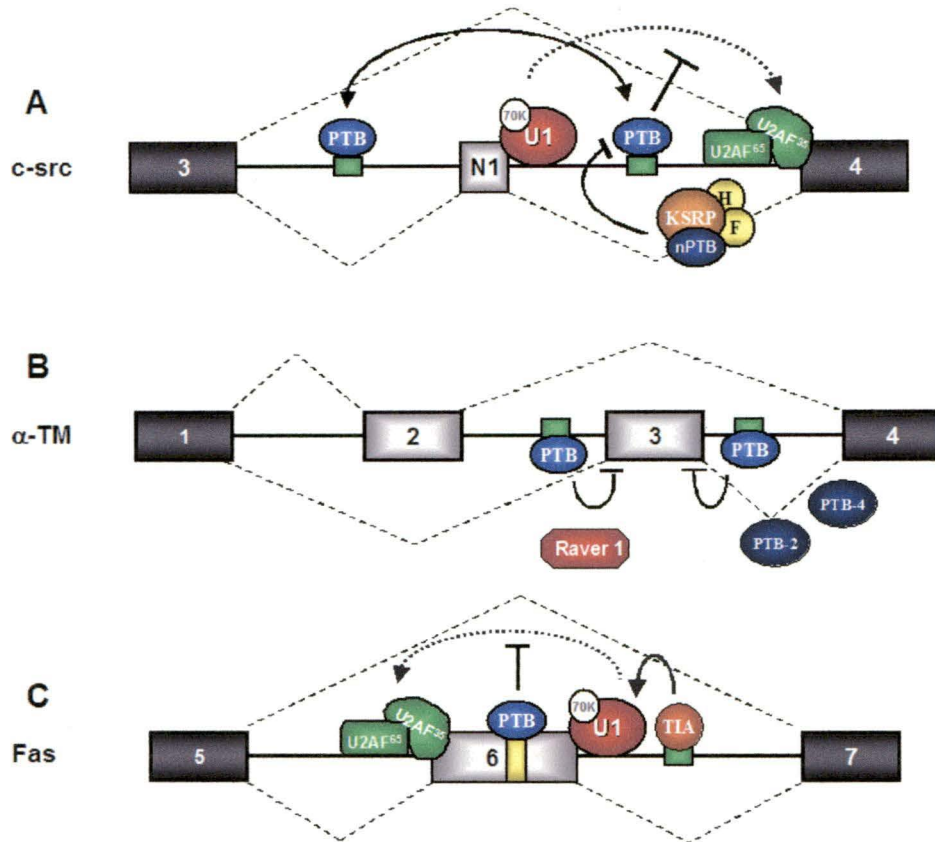 A
c-src
3
PTB
N1
70K
U1
PTB
U2AF65
U2AF35
4
KSRP
H
F
nPTB
B
α-TM
1
2
PTB
3
PTB
4
Raver 1
PTB-2
PTB-4
C
Fas
5
U2AF65
U2AF35
PTB
6
70K
U1
TIA
7